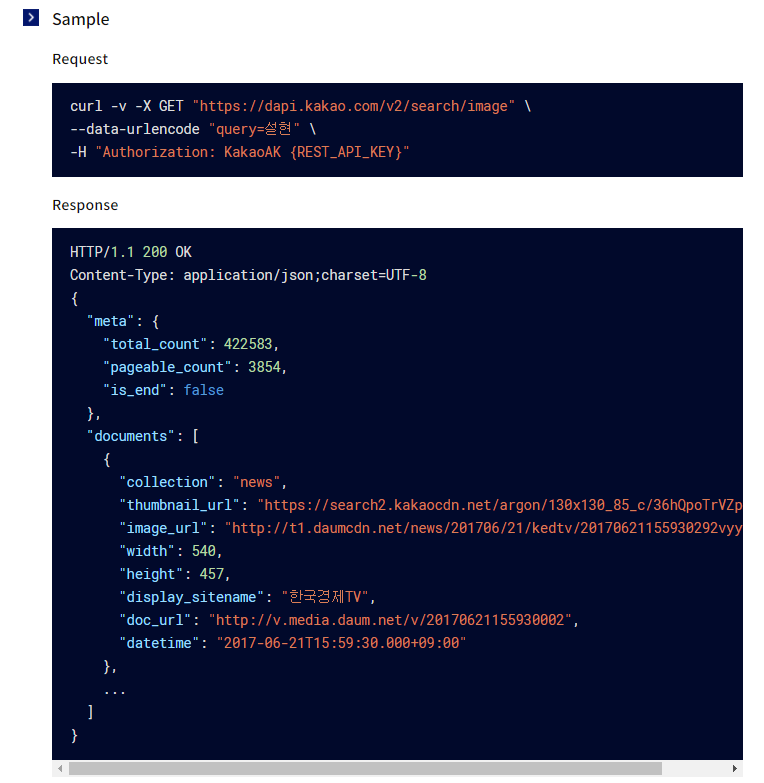 Sample
Request
curl -v -X GET "https://dapi.kakao.com/v2/search/image" \
--data-urlencode "query=설현" \
-H "Authorization: KakaoAK {REST_API_KEY}"
Response
HTTP/1.1 200 OK
Content-Type: application/json;charset=UTF-8
{
  "meta": {
    "total_count": 422583,
    "pageable_count": 3854,
    "is_end": false
  },
  "documents": [
    {
      "collection": "news",
      "thumbnail_url": "https://search2.kakaocdn.net/argon/130x130_85_c/36hQpoTrVZp
      "image_url": "http://t1.daumcdn.net/news/201706/21/kedtv/20170621155930292vyy
      "width": 540,
      "height": 457,
      "display_sitename": "한국경제TV",
      "doc_url": "http://v.media.daum.net/v/20170621155930002",
      "datetime": "2017-06-21T15:59:30.000+09:00"
    },
    ...
  ]
}